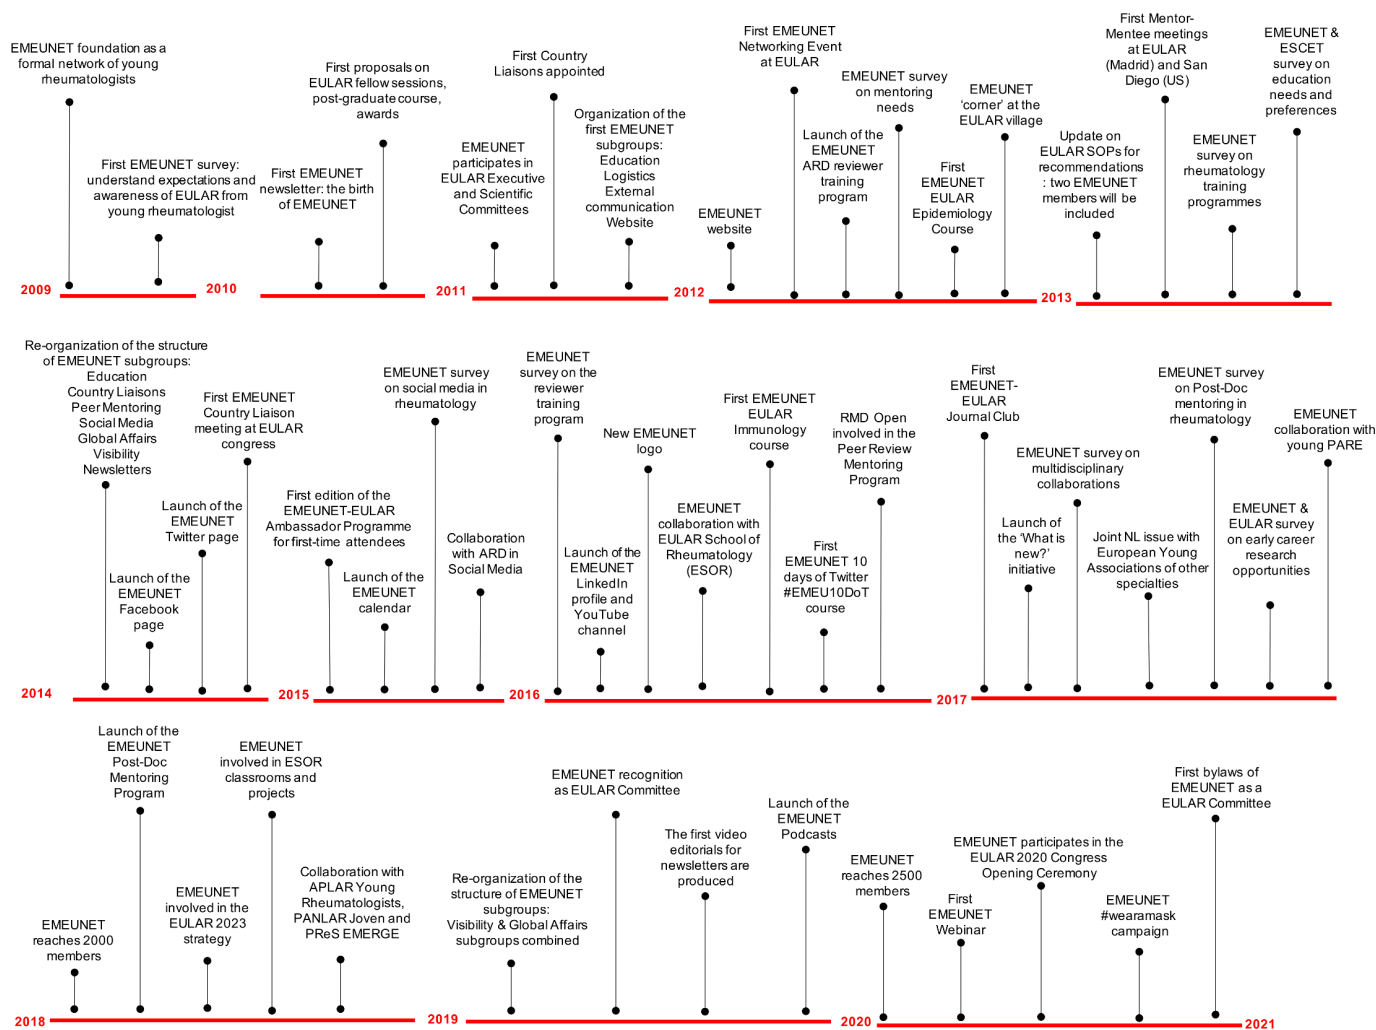 EMEUNET foundation as a
formal network of young
rheumatologists
First EMEUNET survey:
understand expectations and
awareness of EULAR from
young rheumatologist
2009
First EMEUNET
newsletter: the birth
of EMEUNET
First proposals on
EULAR fellow sessions,
post-graduate course,
awards
2010
EMEUNET
participates in
EULAR Executive
and Scientific
Committees
First Country
Liaisons appointed
Organization of the
first EMEUNET
subgroups:
Education
Logistics
External
communication
Website
2011
EMEUNET
website
First EMEUNET
Networking Event
at EULAR
Launch of the
EMEUNET
ARD reviewer
training
program
EMEUNET survey
on mentoring
needs
First
EMEUNET
EULAR
Epidemiology
Course
EMEUNET
‘corner’ at the
EULAR village
2012
Update on
EULAR SOPs for
recommendations
: two EMEUNET
members will be
included
First Mentor-
Mentee meetings
at EULAR
(Madrid) and San
Diego (US)
EMEUNET
survey on
rheumatology
training
programmes
EMEUNET &
ESCET
survey on
education
needs and
preferences
2013
Re-organization of the structure
of EMEUNET subgroups:
Education
Country Liaisons
Peer Mentoring
Social Media
Global Affairs
Visibility
Newsletters
Launch of the
EMEUNET
Facebook
page
Launch of the
EMEUNET
Twitter page
First EMEUNET
Country Liaison
meeting at EULAR
congress
2014
First edition of the
EMEUNET-EULAR
Ambassador Programme
for first-time attendees
Launch of the
EMEUNET
calendar
EMEUNET survey
on social media in
rheumatology
Collaboration
with ARD in
Social Media
2015
EMEUNET
survey on the
reviewer
training
program
Launch of the
EMEUNET
LinkedIn
profile and
YouTube
channel
New EMEUNET
logo
EMEUNET
collaboration with
EULAR School of
Rheumatology
(ESOR)
First EMEUNET
EULAR
Immunology
course
First
EMEUNET 10
days of Twitter
#EMEU10DoT
course
RMD Open
involved in the
Peer Review
Mentoring
Program
2016
First
EMEUNET-
EULAR
Journal Club
Launch of
the ‘What is
new?’
initiative
EMEUNET survey on
multidisciplinary
collaborations
Joint NL issue with
European Young
Associations of other
specialties
EMEUNET survey
on Post-Doc
mentoring in
rheumatology
EMEUNET &
EULAR survey
on early career
research
opportunities
EMEUNET
collaboration with
young PARE
2017
EMEUNET
reaches 2000
members
Launch of the
EMEUNET
Post-Doc
Mentoring
Program
EMEUNET
involved in the
EULAR 2023
strategy
EMEUNET
involved in ESOR
classrooms and
projects
Collaboration with
APLAR Young
Rheumatologists,
PANLAR Joven and
PReS EMERGE
2018
Re-organization of the
structure of EMEUNET
subgroups:
Visibility & Global Affairs
subgroups combined
EMEUNET recognition
as EULAR Committee
The first video
editorials for
newsletters are
produced
Launch of the
EMEUNET
Podcasts
2019
EMEUNET
reaches 2500
members
First
EMEUNET
Webinar
EMEUNET participates in the
EULAR 2020 Congress
Opening Ceremony
EMEUNET
#wearamask
campaign
First bylaws of
EMEUNET as a
EULAR Committee
2020
2021